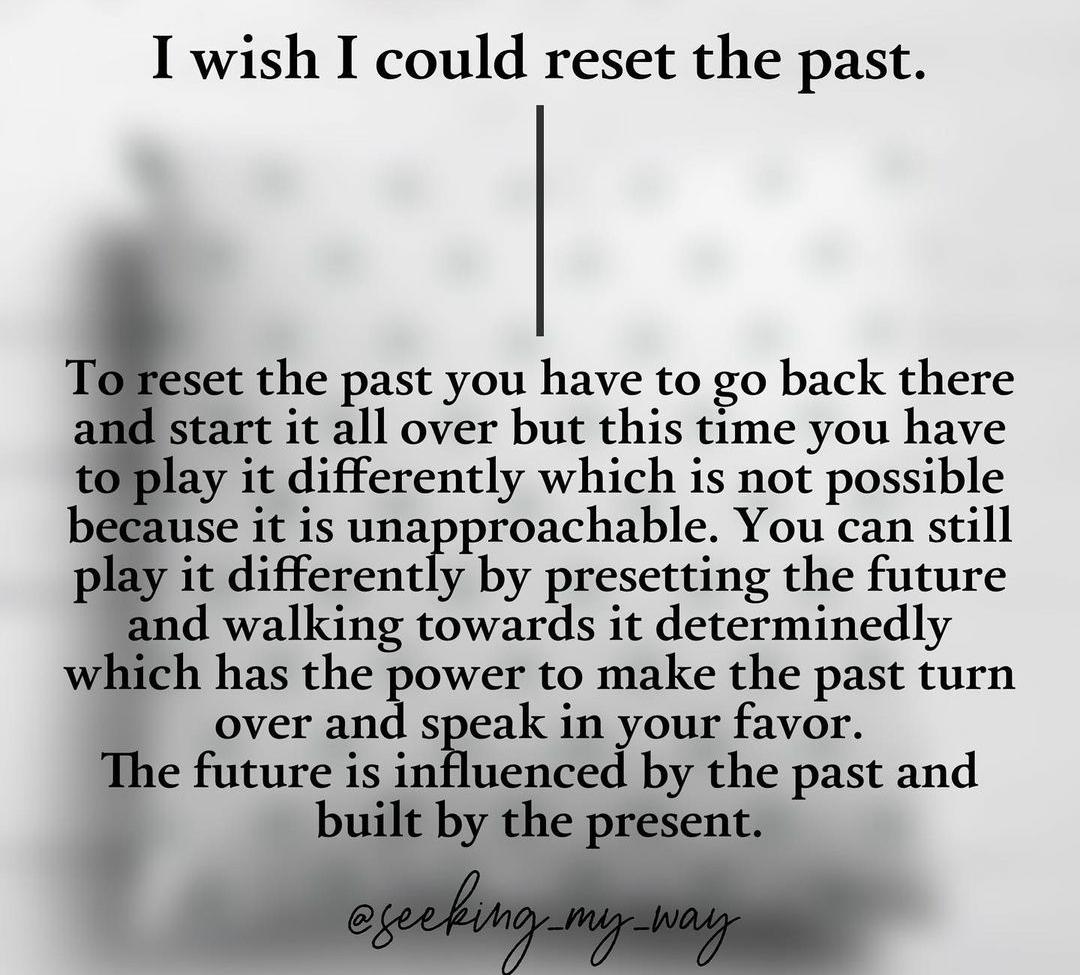 I wish I could reset the past.
To reset the past you have to go back there
and start it all over but this time you have
to play it differently which is not possible
because it is unapproachable. You can still
play it differently by presetting the future
and walking towards it determinedly
which has the power to make the past turn
over and speak in your favor.
The future is influenced by the past and
built by the present.
@seeking_my_way